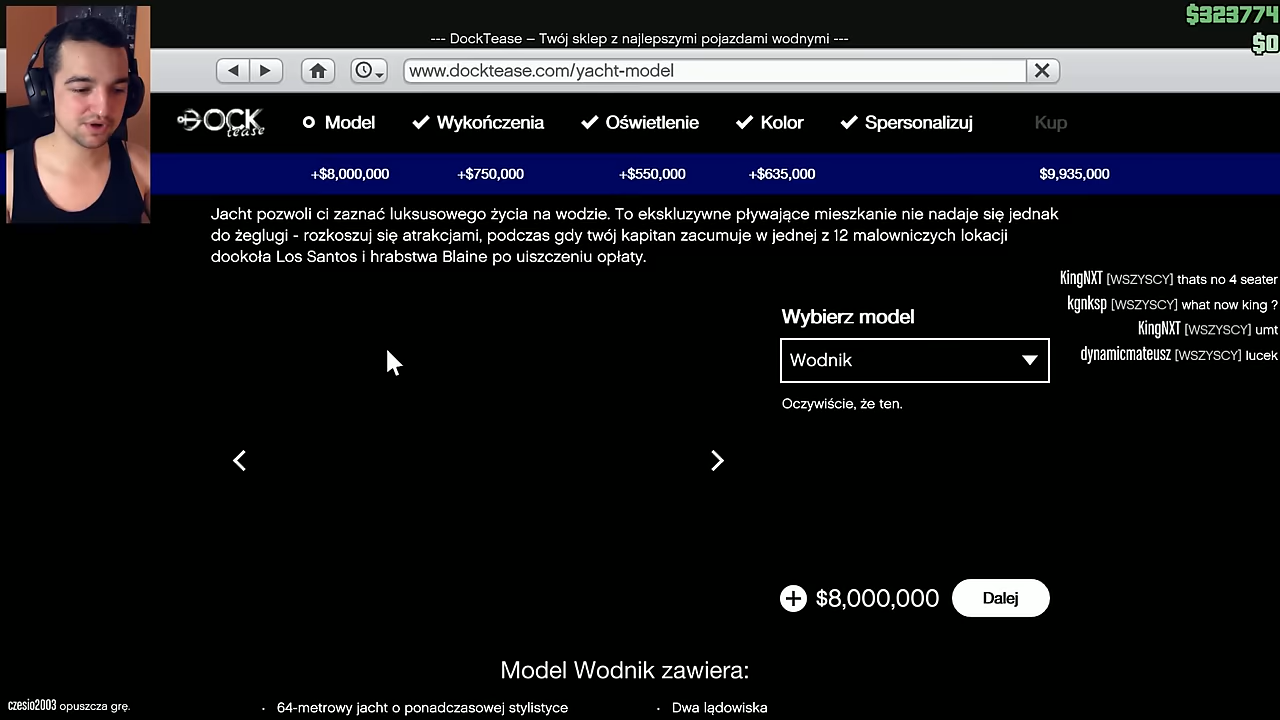 $323774
$0
--- DockTease – Twój sklep z najlepszymi pojazdami wodnymi ---
www.docktease.com/yacht-model
DOCK tease
Model
Wykończenia
Oświetlenie
Kolor
Spersonalizuj
Kup
+$8,000,000
+$750,000
+$550,000
+$635,000
$9,935,000
Jacht pozwoli ci zaznać luksusowego życia na wodzie. To ekskluzywne pływające mieszkanie nie nadaje się jednak
do żeglugi - rozkoszuj się atrakcjami, podczas gdy twój kapitan zacumuje w jednej z 12 malowniczych lokacji
dookoła Los Santos i hrabstwa Blaine po uiszczeniu opłaty.
KingNXT [WSZYSCY] thats no 4 seater
kgnksp [WSZYSCY] what now king ?
KingNXT [WSZYSCY] umt
dynamicmateusz [WSZYSCY] lucek
Wybierz model
Wodnik
Oczywiście, że ten.
$8,000,000
Dalej
Model Wodnik zawiera:
· 64-metrowy jacht o ponadczasowej stylistyce
· Dwa lądowiska
czesio2003 opuszcza grę.